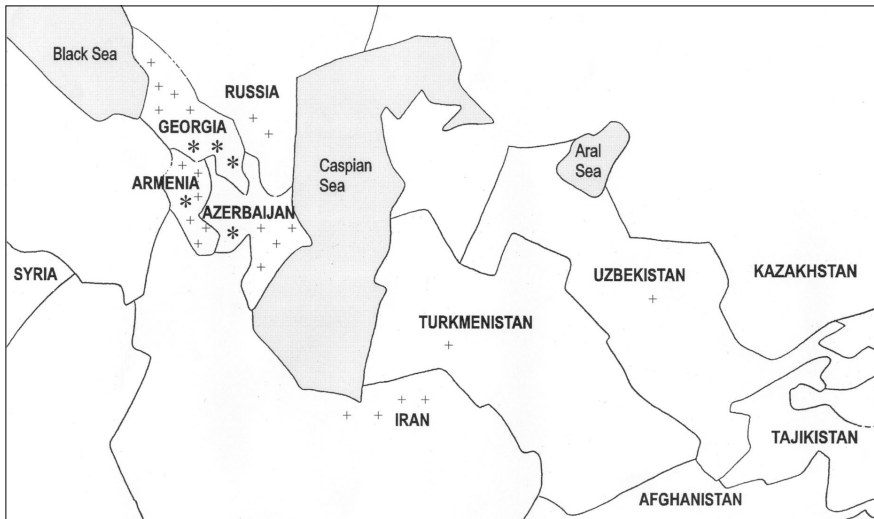 Black Sea
RUSSIA
GEORGIA
Caspian
Sea
Aral
Sea
ARMENIA
AZERBAIJAN
SYRIA
UZBEKISTAN
KAZAKHSTAN
TURKMENISTAN
IRAN
TAJIKISTAN
AFGHANISTAN